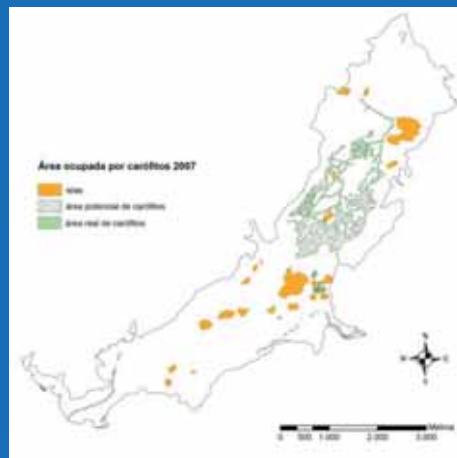 Área ocupada por carófitos 2007
islas
área potencial de carófitos
área real de carófitos
N
S
Metros
0 500 1.000 2.000 3.000